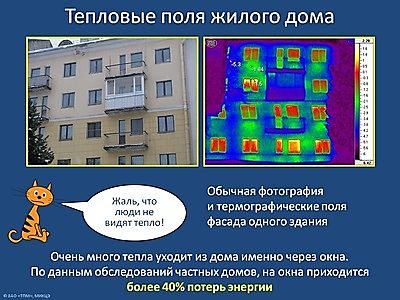 Тепловые поля жилого дома
Жаль, что
люди не
видят тепло!
Обычная фотография
и термографические поля
фасада одного здания
Очень много тепла уходит из дома именно через окна.
По данным обследований частных домов, на окна приходится
более 40% потерь энергии